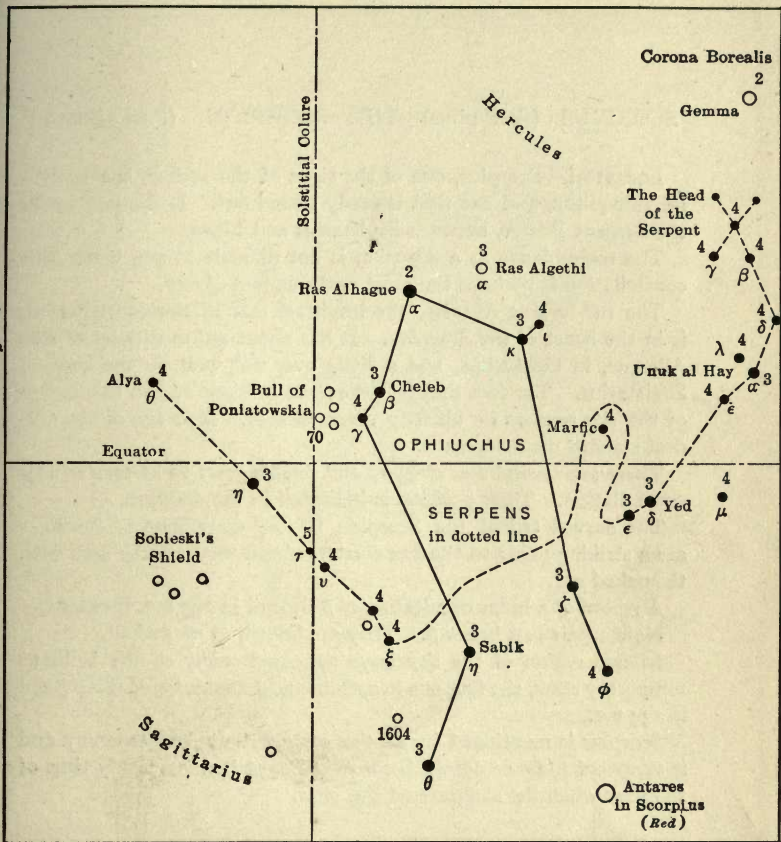 Corona Borealis
2
Gemma
Hercules
Solstitial Colure
The Head
of the
Serpent
4
4
γ
4
β
3
Ras Algethi
α
2
Ras Alhague
α
4
δ
3
κ
4
ι
λ 4
Unuk al Hay
α 3
4
ε
Alya 4
θ
Bull of
Poniatowskia
3
Cheleb
β
4
γ
70
OPHIUCHUS
4
Marfic
λ
Equator
3
η
SERPENS
in dotted line
3
ε
3
δ
Yed
4
μ
Sobieski's
Shield
5
τ
4
υ
3
ζ
4
4
ξ
3
Sabik
η
4
φ
1604
Sagittarius
3
θ
Antares
in Scorpius
(Red)